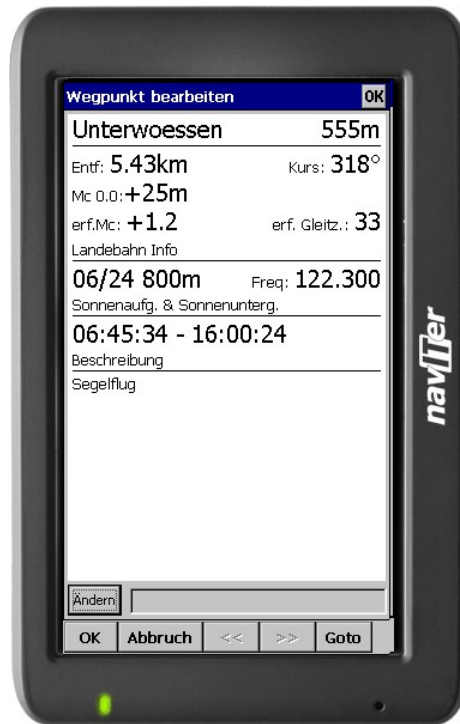 Wegpunkt bearbeiten OK
Unterwoessen 555m
Entf: 5.43km Kurs: 318°
Mc 0.0:+25m
erf.Mc: +1.2 erf. Gleitz.: 33
Landebahn Info
06/24 800m Freq: 122.300
Sonnenaufg. & Sonnenunterg.
06:45:34 - 16:00:24
Beschreibung
Segelflug
Ändern
OK Abbruch << >> Goto
navITer